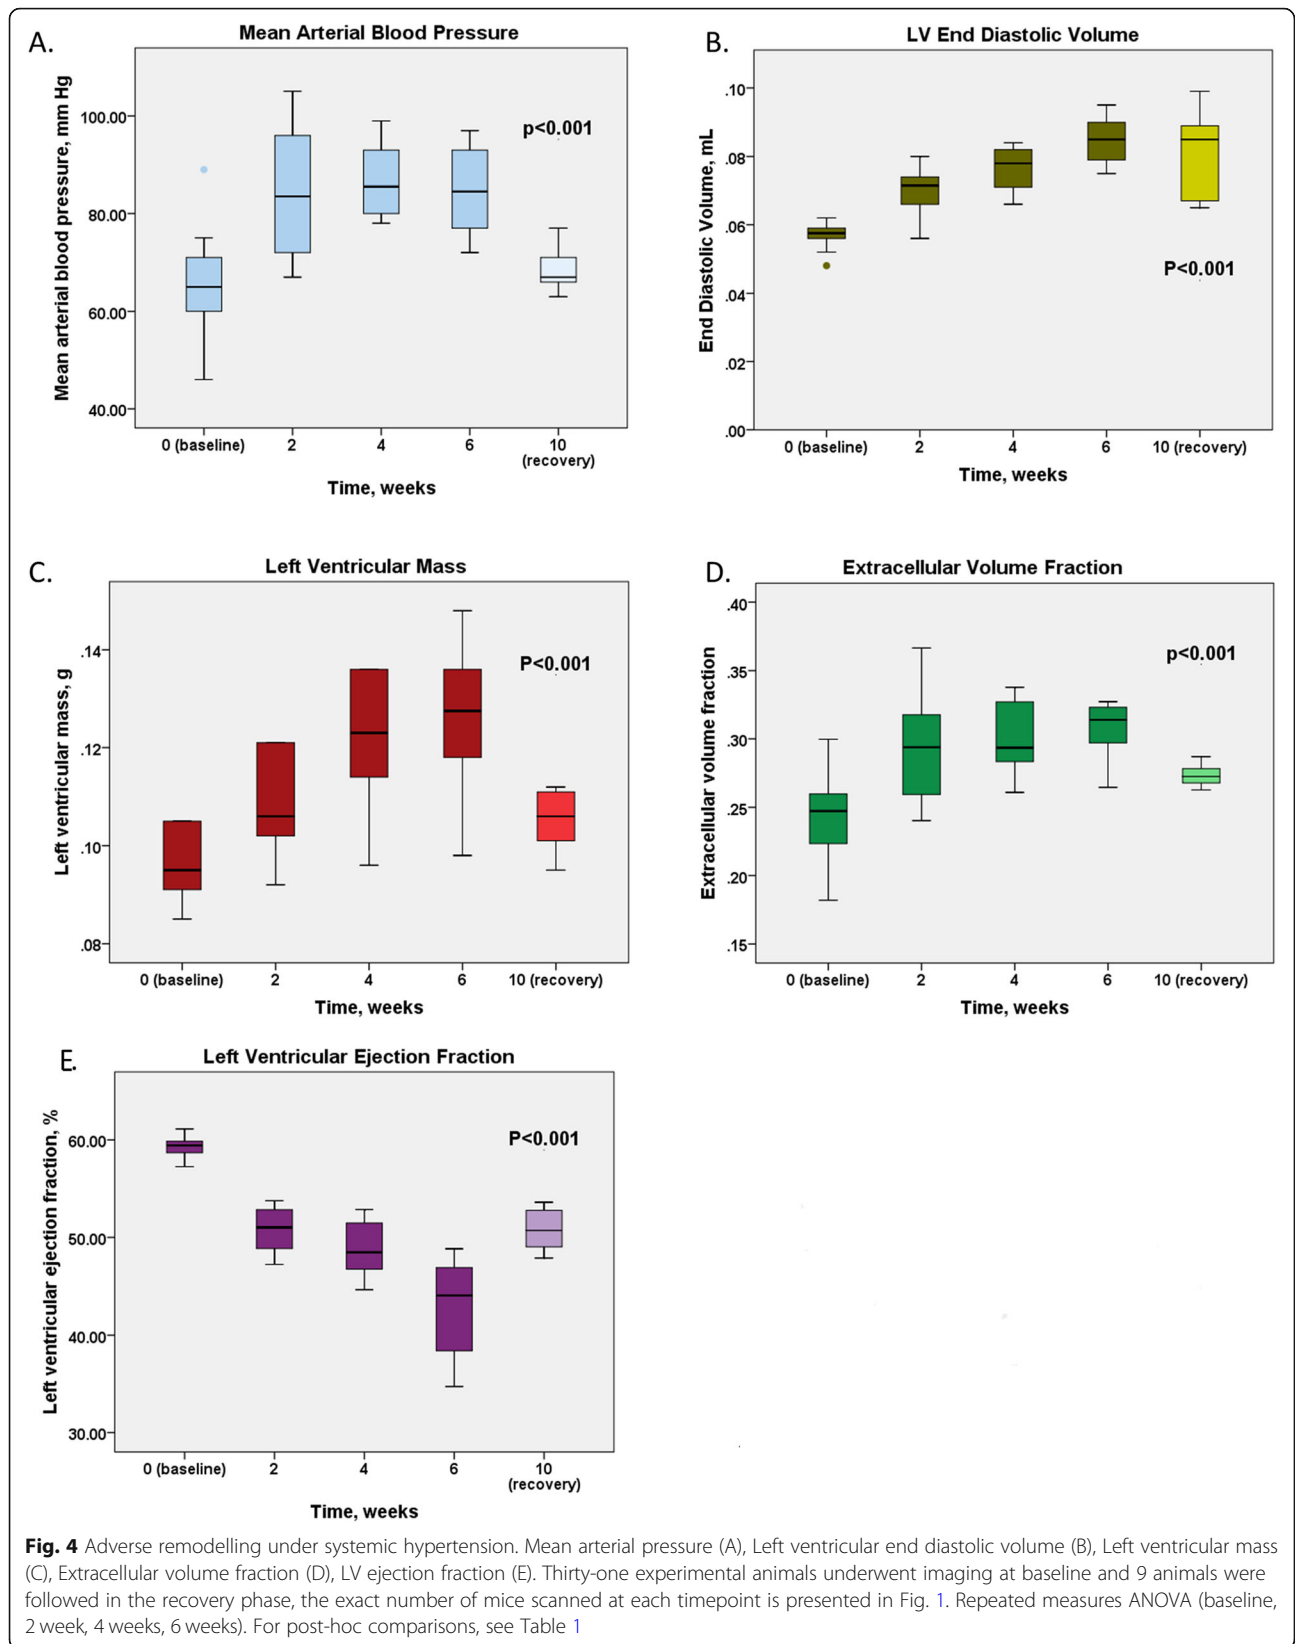 A.
Mean Arterial Blood Pressure
Mean arterial blood pressure, mm Hg
100.00
80.00
60.00
40.00
p<0.001
0 (baseline) 2 4 6 10
(recovery)
Time, weeks
B.
LV End Diastolic Volume
End Diastolic Volume, mL
.10
.08
.06
.04
.02
.00
P<0.001
0 (baseline) 2 4 6 10 (recovery)
Time, weeks
C.
Left Ventricular Mass
Left ventricular mass, g
.14
.12
.10
.08
P<0.001
0 (baseline) 2 4 6 10 (recovery)
Time, weeks
D.
Extracellular Volume Fraction
Extracellular volume fraction
.40
.35
.30
.25
.20
.15
p<0.001
0 (baseline) 2 4 6 10 (recovery)
Time, weeks
E.
Left Ventricular Ejection Fraction
Left ventricular ejection fraction, %
60.00
50.00
40.00
30.00
P<0.001
0 (baseline) 2 4 6 10
(recovery)
Time, weeks
Fig. 4 Adverse remodelling under systemic hypertension. Mean arterial pressure (A), Left ventricular end diastolic volume (B), Left ventricular mass
(C), Extracellular volume fraction (D), LV ejection fraction (E). Thirty-one experimental animals underwent imaging at baseline and 9 animals were
followed in the recovery phase, the exact number of mice scanned at each timepoint is presented in Fig. 1. Repeated measures ANOVA (baseline,
2 week, 4 weeks, 6 weeks). For post-hoc comparisons, see Table 1